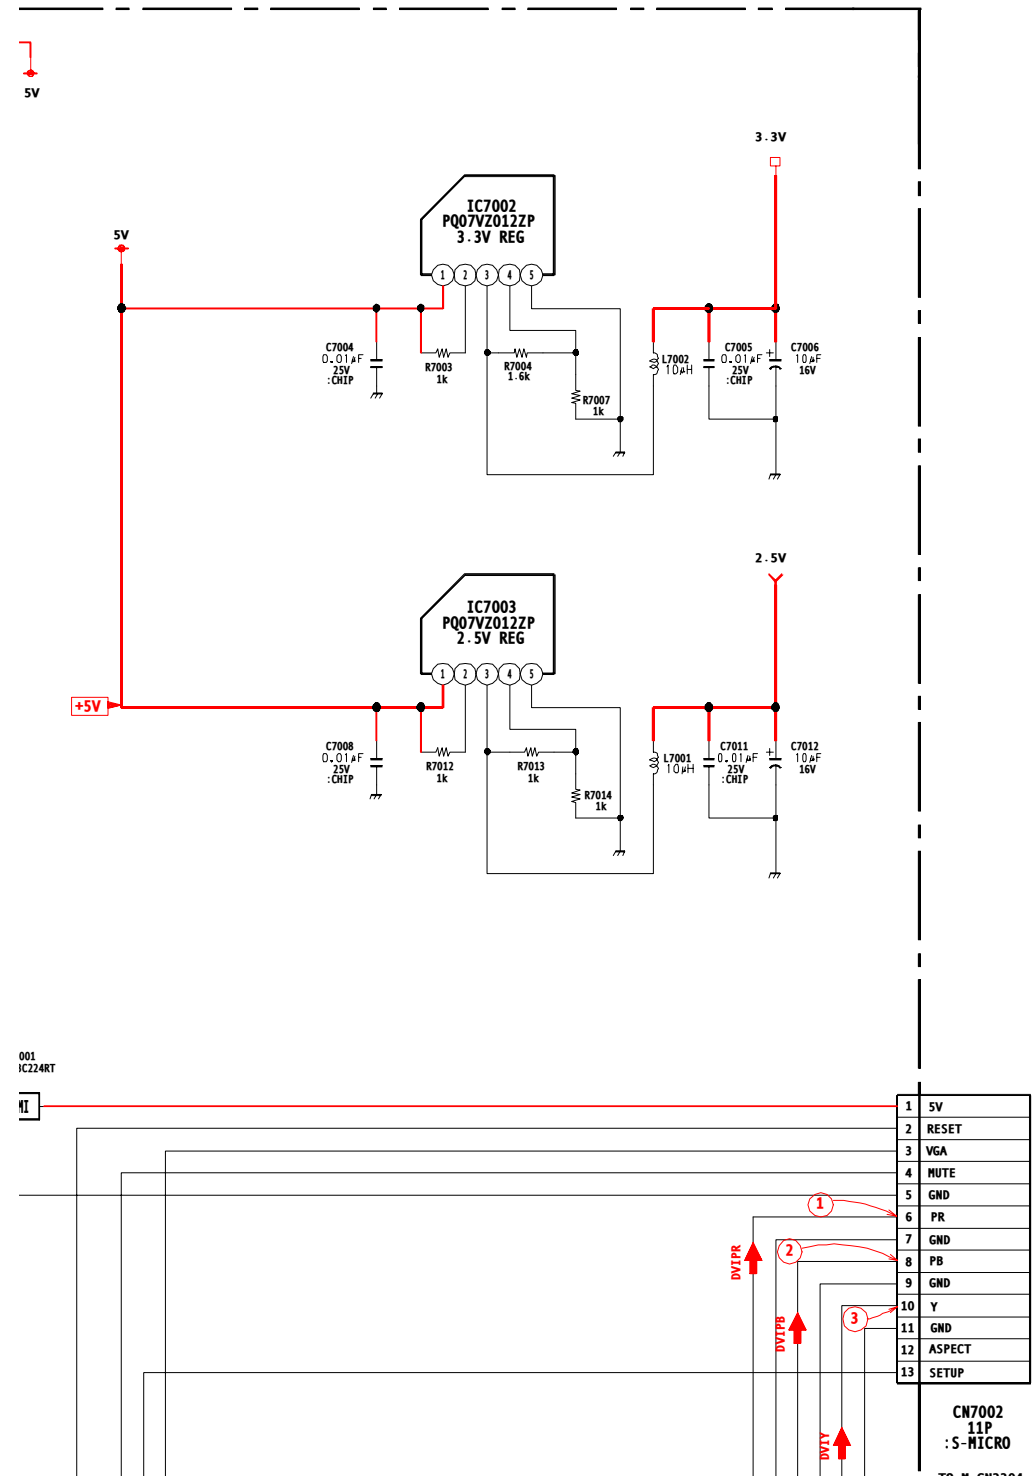 5V
3.3V
IC7002
PQ07VZ012ZP
3.3V REG
5V
1 2 3 4 5
C7004
0.01µF
25V
:CHIP
R7003
1k
R7004
1.6k
R7007
1k
L7002
10µH
C7005
0.01µF
25V
:CHIP
+
C7006
10µF
16V
2.5V
IC7003
PQ07VZ012ZP
2.5V REG
1 2 3 4 5
+5V
C7008
0.01µF
25V
:CHIP
R7012
1k
R7013
1k
R7014
1k
L7001
10µH
C7011
0.01µF
25V
:CHIP
+
C7012
10µF
16V
001
C224RT
MI
1 5V
2 RESET
3 VGA
4 MUTE
5 GND
1
6 PR
7 GND
2
8 PB
9 GND
10 Y
3
11 GND
12 ASPECT
13 SETUP
DVIPR
DVIPB
DVIY
CN7002
11P
:S-MICRO